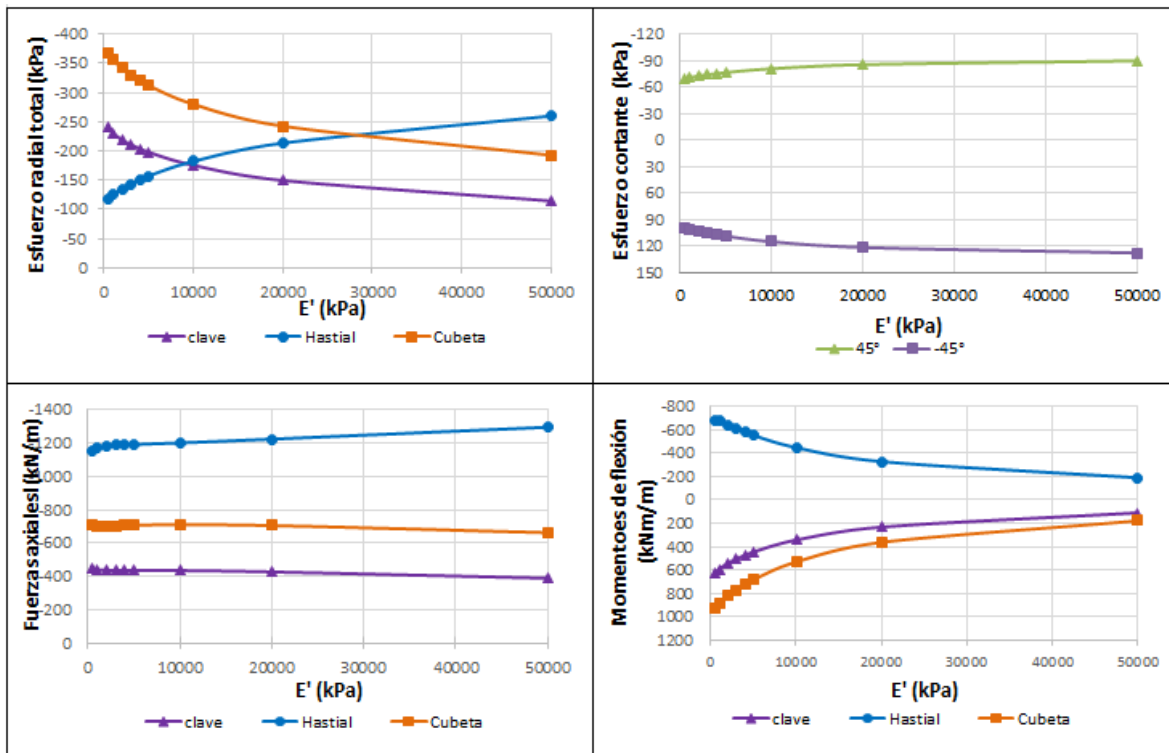 Esfuerzo radial total (kPa)
-400
-350
-300
-250
-200
-150
-100
-50
0
0 10000 20000 30000 40000 50000
E' (kPa)
clave Hastial Cubeta
Esfuerzo cortante (kPa)
-120
-90
-60
-30
0
30
60
90
120
150
0 10000 20000 30000 40000 50000
E' (kPa)
45° -45°
Fuerzas axialesl (kN/m)
-1400
-1200
-1000
-800
-600
-400
-200
0
0 10000 20000 30000 40000 50000
E' (kPa)
clave Hastial Cubeta
Momentoes de flexión
(kNm/m)
-800
-600
-400
-200
0
200
400
600
800
1000
1200
0 10000 20000 30000 40000 50000
E' (kPa)
clave Hastial Cubeta